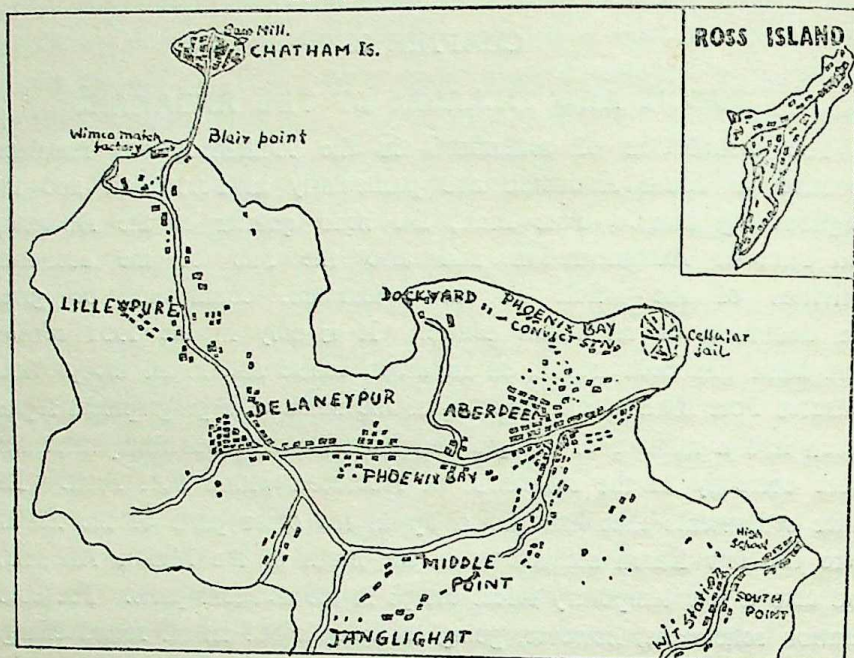 Saw Mill.
CHATHAM IS.
ROSS ISLAND
Wimco match
factory
Blair point
LILLEYPURE
DOCKYARD
PHOENIX BAY
CONVICT STN.
Cellular
Jail
DELANEYPUR
ABERDEEN
PHOENIX BAY
MIDDLE
POINT
JANGLIGHAT
High
School
SOUTH
POINT
W/T Station